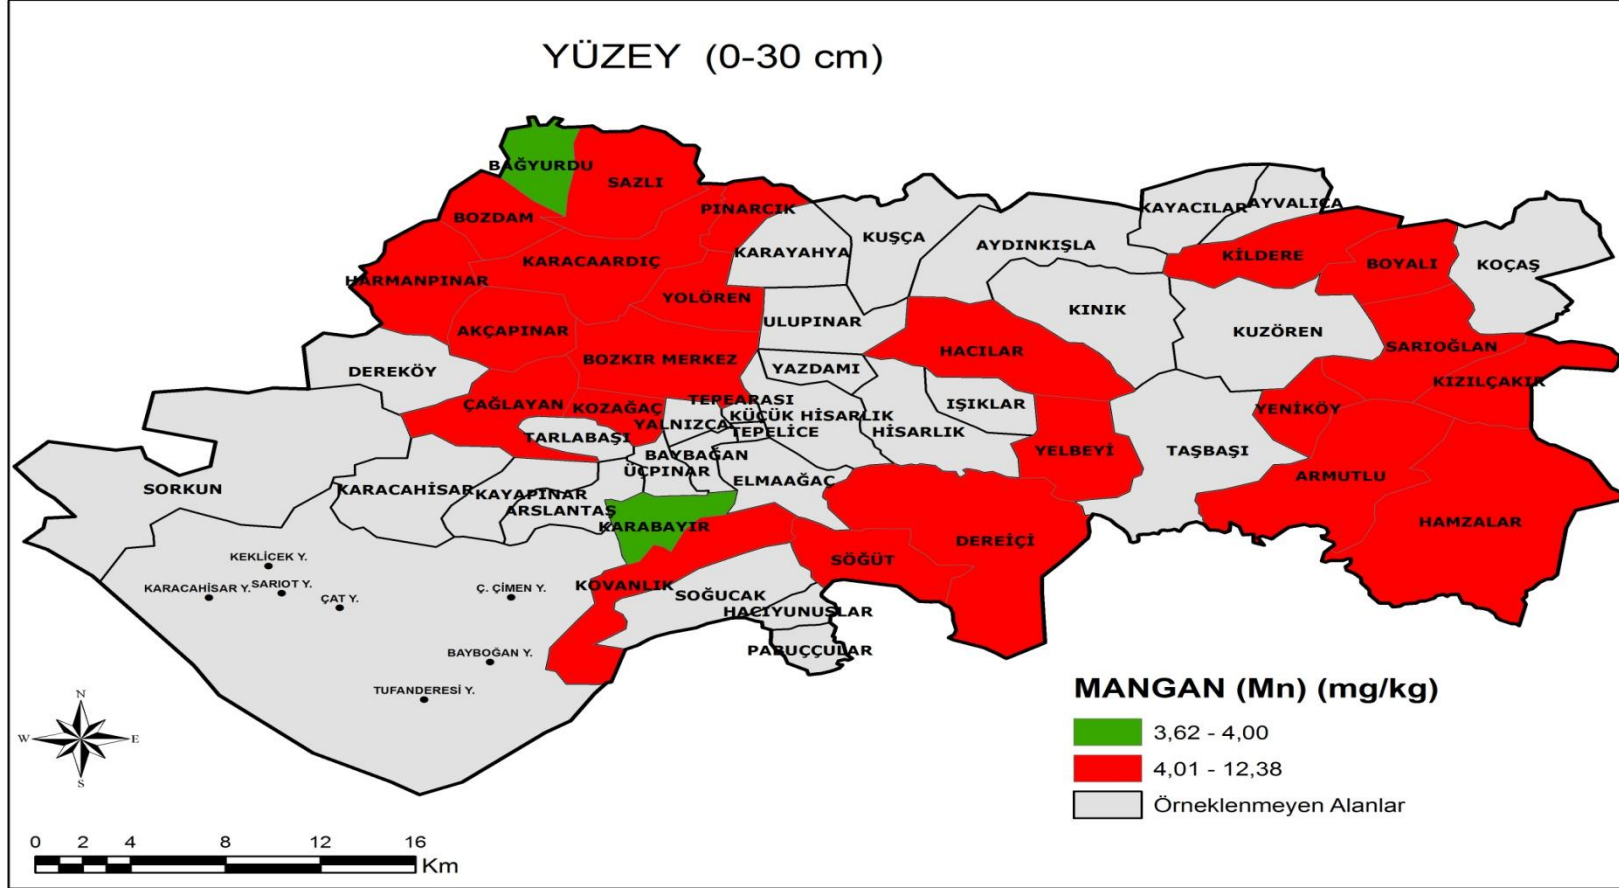 YÜZEY (0-30 cm)
BAĞYURDU
SAZLI
BOZDAM
PINARCIK
KAYACILAR
AYVALICA
KARAYAHYA
KUŞÇA
AYDINKIŞLA
KARACAARDIÇ
KİLDERE
BOYALI
KOÇAŞ
HARMANPINAR
YOLÖREN
KINIK
AKÇAPINAR
ULUPINAR
KUZÖREN
BOZKIR MERKEZ
HACILAR
SARIOĞLAN
DEREKÖY
YAZDAMI
KIZILÇAKIR
ÇAĞLAYAN
KOZAĞAÇ
TEPEARASI
IŞIKLAR
YENİKÖY
YALNIZCA
KÜÇÜK HİSARLIK
TARLABAŞI
TEPELİCE
HİSARLIK
BAYBAĞAN
YELBEYİ
TAŞBAŞI
ÜÇPINAR
ELMAAĞAÇ
ARMUTLU
SORKUN
KARACAHİSAR
KAYAPINAR
ARSLANTAŞ
KARABAYIR
HAMZALAR
DEREİÇİ
KEKLİCEK Y.
SÖĞÜT
KARACAHİSAR Y.
SARIOT Y.
ÇAT Y.
Ç. ÇİMEN Y.
KOVANLIK
SOĞUCAK
HACIYUNUSLAR
BAYBOĞAN Y.
PABUÇÇULAR
TUFANDERESİ Y.
N
W E
S
MANGAN (Mn) (mg/kg)
3,62 - 4,00
4,01 - 12,38
Örneklenmeyen Alanlar
0 2 4 8 12 16
Km